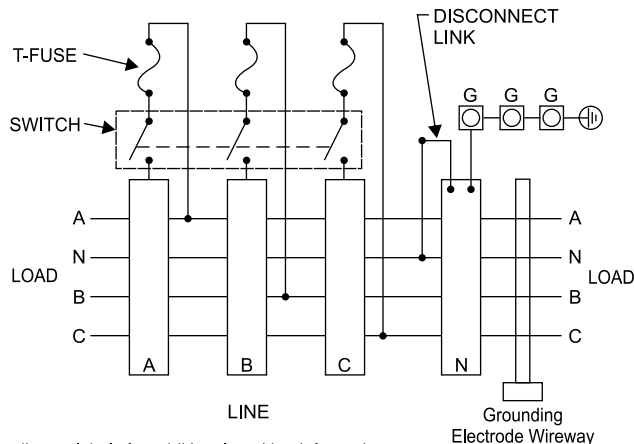 DISCONNECT
LINK
T-FUSE
G G G
SWITCH
A A
N N
LOAD LOAD
B B
C C
A B C N
LINE
Grounding
Electrode Wireway